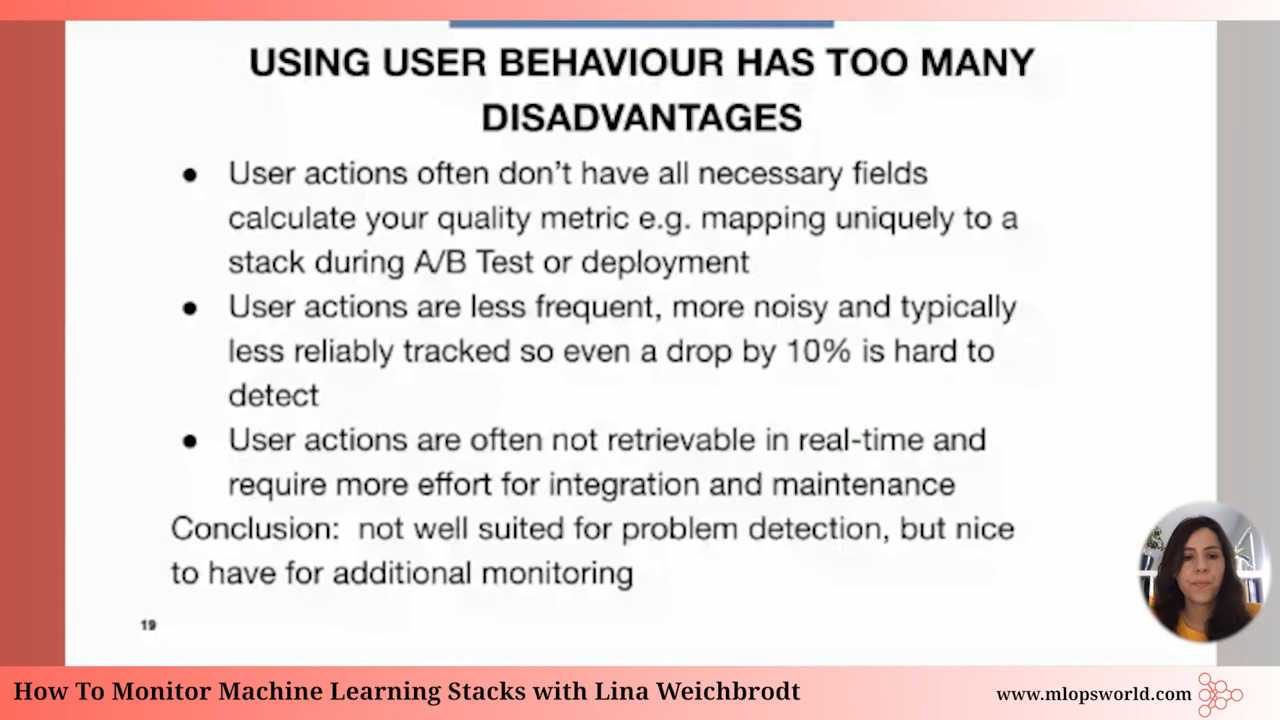 USING USER BEHAVIOUR HAS TOO MANY
DISADVANTAGES
● User actions often don't have all necessary fields
calculate your quality metric e.g. mapping uniquely to a
stack during A/B Test or deployment
● User actions are less frequent, more noisy and typically
less reliably tracked so even a drop by 10% is hard to
detect
● User actions are often not retrievable in real-time and
require more effort for integration and maintenance
Conclusion: not well suited for problem detection, but nice
to have for additional monitoring
19
How To Monitor Machine Learning Stacks with Lina Weichbrodt
www.mlopsworld.com